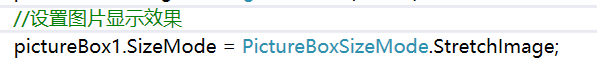 //设置图片显示效果
pictureBox1.SizeMode = PictureBoxSizeMode.StretchImage;